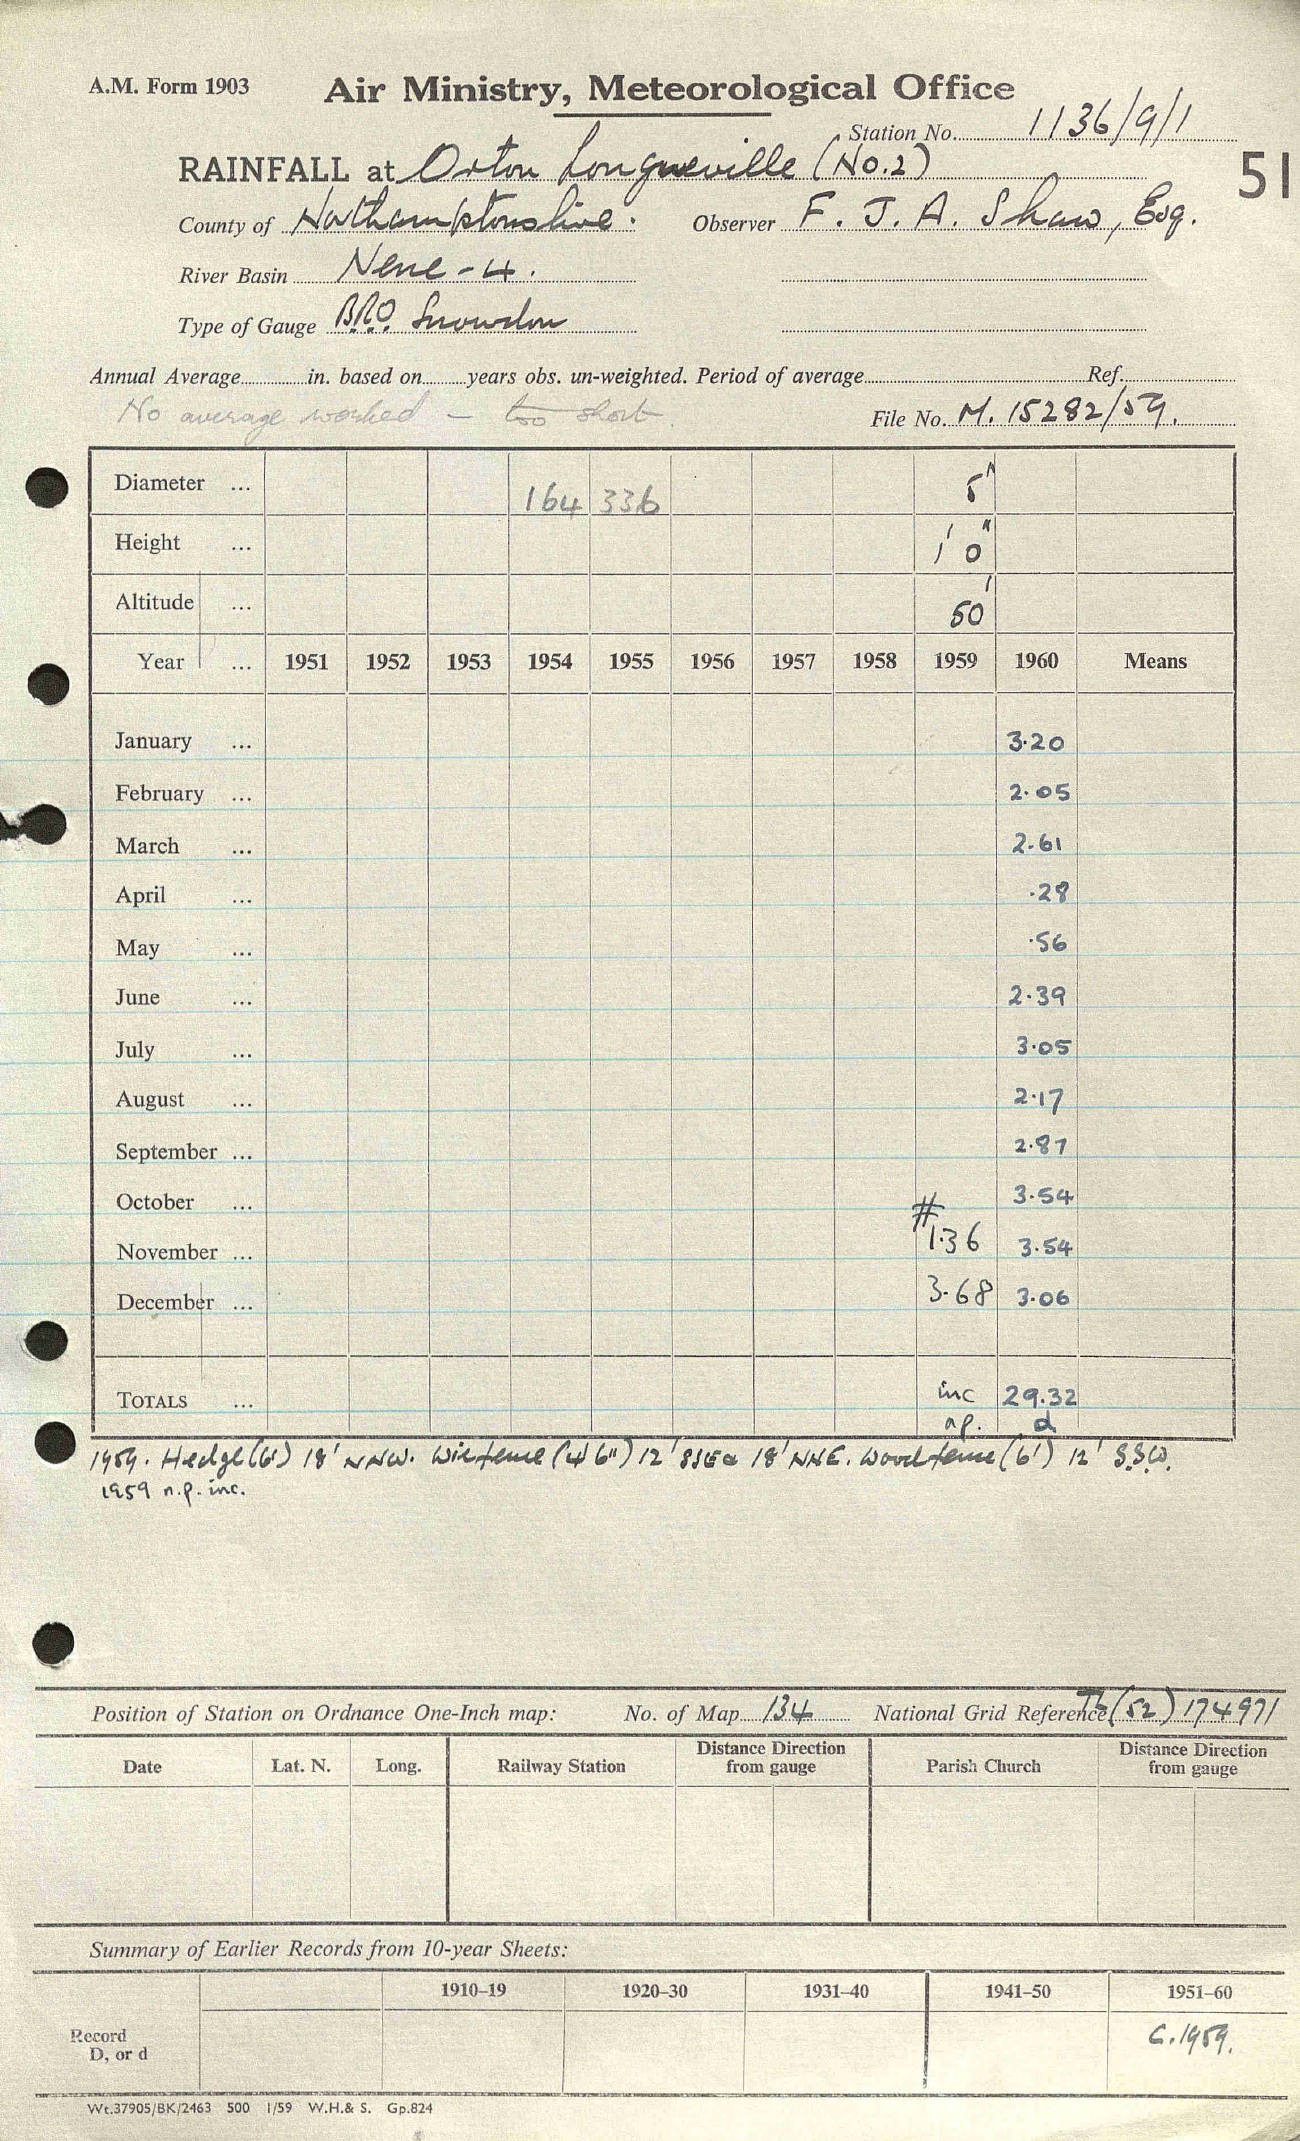 A.M. Form 1903
Air Ministry, Meteorological Office
Station No. 1136/9/1
RAINFALL at Orton Longueville (No.2)
51
County of Northamptonshire. Observer F. J. A. Shaw, Esq.
River Basin Nene - 4.
Type of Gauge Snowdon
Annual Average in. based on years obs. un-weighted. Period of average Ref.
No average worked - too short.
File No. M. 15282/59.
Diameter ... 164 336 5"
Height ... 1' 0"
Altitude ... 50'
Year ... 1951 1952 1953 1954 1955 1956 1957 1958 1959 1960 Means
January ... 3.20
February ... 2.05
March ... 2.61
April ... .28
May ... .56
June ... 2.39
July ... 3.05
August ... 2.17
September ... 2.87
October ... 3.54
#
November ... 1.36 3.54
December ... 3.68 3.06
TOTALS ... inc 29.32
d
1959. Hedge (6') 18' NNW. Wirefence (4' 6") 12' SSE & 18' NNE. Woodfence (6') 12' S.S.W.
1959 n.p. inc.
Position of Station on Ordnance One-Inch map: No. of Map 134 National Grid Reference (52) 174971
Date Lat. N. Long. Railway Station Distance Direction from gauge Parish Church Distance Direction from gauge
Summary of Earlier Records from 10-year Sheets:
1910–19 1920–30 1931–40 1941–50 1951–60
Record
D, or d
C. 1959.
Wt.37905/BK/2463 500 1/59 W.H.& S. Gp.824